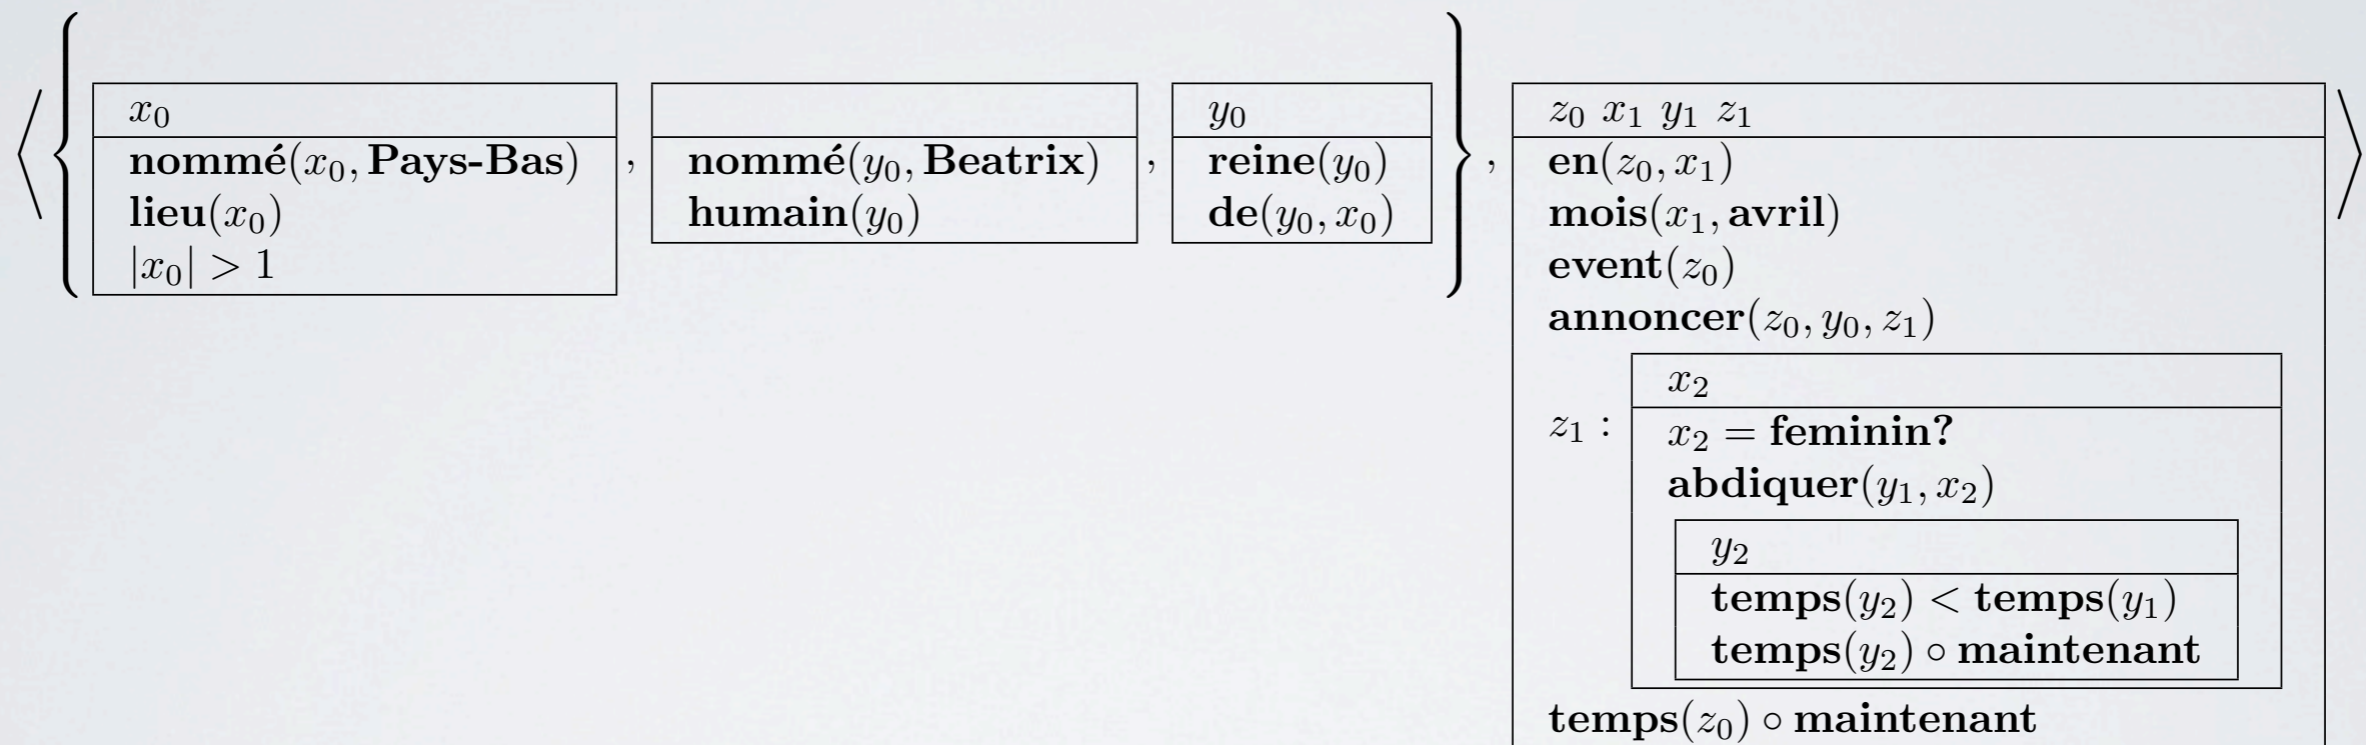 ⟨ {
x₀
nommé(x₀, Pays-Bas)
lieu(x₀)
|x₀| > 1
,
nommé(y₀, Beatrix)
humain(y₀)
,
y₀
reine(y₀)
de(y₀, x₀)
} ,
z₀ x₁ y₁ z₁
en(z₀, x₁)
mois(x₁, avril)
event(z₀)
annoncer(z₀, y₀, z₁)
z₁ :
x₂
x₂ = feminin?
abdiquer(y₁, x₂)
y₂
temps(y₂) < temps(y₁)
temps(y₂) ∘ maintenant
temps(z₀) ∘ maintenant
⟩